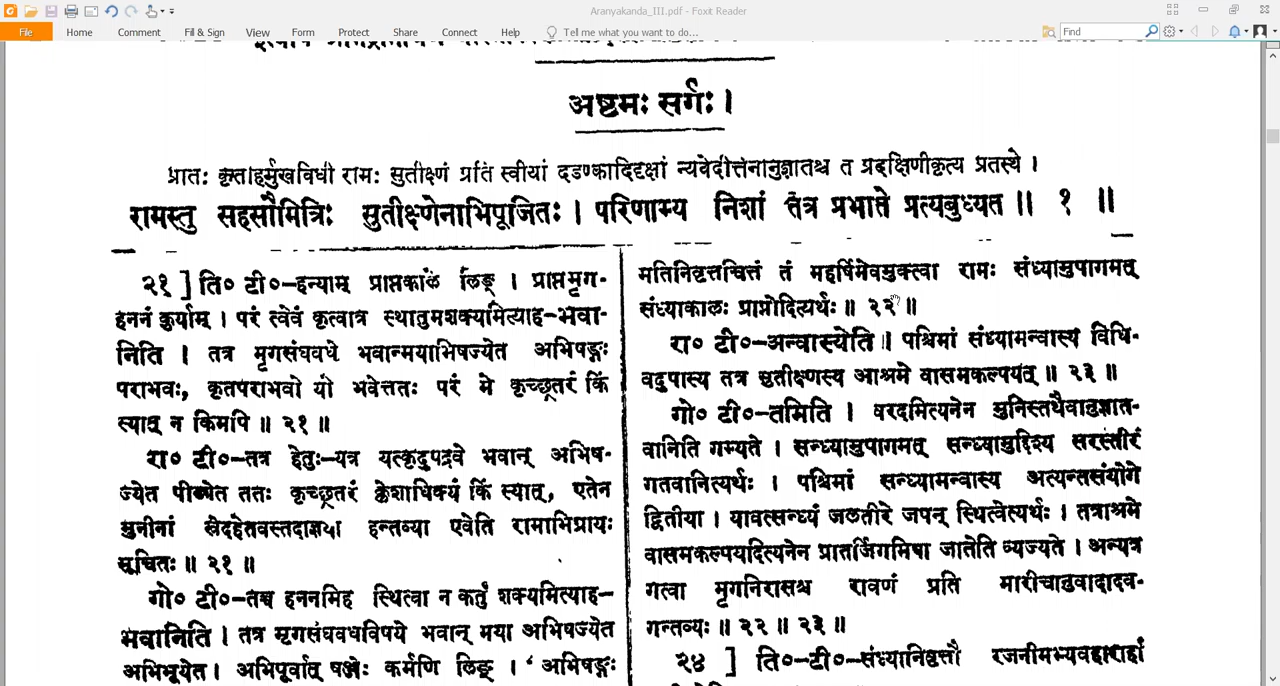 Aranyakanda_III.pdf - Foxit Reader
File Home Comment Fill & Sign View Form Protect Share Connect Help Tell me what you want to do... Find
अष्टमः सर्गः ।
प्रातः कृताहर्मुखविधी रामः सुतीक्ष्णं प्रति स्वीयां दडण्कादिदृक्षां न्यवेदीत्तेनानुज्ञातश्च त प्रदक्षिणीकृत्य प्रतस्थे ।
रामस्तु सहसौमित्रिः सुतीक्ष्णेनाभिपूजितः । परिणाम्य निशां तत्र प्रभाते प्रत्यबुध्यत ॥ १ ॥
२१ ] ति० टी०-हन्याम् प्राप्तकाले लिङ् । प्राप्तमृग-
हननं कुर्याम् । परं त्वेवं कृत्वात्र स्थातुमशक्यमित्याह-भवा-
निति । तत्र मृगसंघवधे भवान्मयाभिषज्येत अभिषङ्गः
पराभवः, कृतपराभवो यो भवेत्ततः परं मे कृच्छ्रतरं किं
स्यात् न किमपि ॥ २१ ॥
रा० टी०-तत्र हेतुः-यत्र यत्कृदुपद्रवे भवान् अभिष-
ज्येत पीड्येत ततः कृच्छ्रतरं क्लेशाधिक्यं किं स्यात्, एतेन
मुनीनां खेदहेतवस्तदाज्ञया हन्तव्या एवेति रामाभिप्रायः
सूचितः ॥ २१ ॥
गो० टी०-तच्च हननमिह स्थित्वा न कर्तुं शक्यमित्याह-
भवानिति । तत्र मृगसंघवधविषये भवान् मया अभिषज्येत
अभिभूयेत । अभिपूर्वात् षञ्जेः कर्मणि लिङ् । ' अभिषङ्गः
मतिनिवृत्तचित्तं तं महर्षिमेवमुक्त्वा रामः संध्यामुपागमत्
संध्याकालः प्राप्तोदित्यर्थः ॥ २२ ॥
रा० टी०-अन्वास्येति । पश्चिमां संध्यामन्वास्य विधि-
वदुपास्य तत्र सुतीक्ष्णस्य आश्रमे वासमकल्पयत् ॥ २३ ॥
गो० टी०-तमिति । वरदमित्यनेन मुनिस्तथैवानुज्ञात-
वानिति गम्यते । सन्ध्यामुपागमत् सन्ध्यामुद्दिश्य सरस्तीरं
गतवानित्यर्थः । पश्चिमां सन्ध्यामन्वास्य अत्यन्तसंयोगे
द्वितीया । यावत्सन्ध्यं जलतीरे जपन् स्थित्वेत्यर्थः । तत्राश्रमे
वासमकल्पयदित्यनेन प्रातर्जिगमिषा जातेति व्यज्यते । अन्यत्र
गत्वा मृगनिरासश्च रावणं प्रति मारीचानुवादादव-
गन्तव्यः ॥ २२ ॥ २३ ॥
२४ ] ति०-टी०-संध्यानिवृत्तौ रजनीमभ्यवहारार्हां